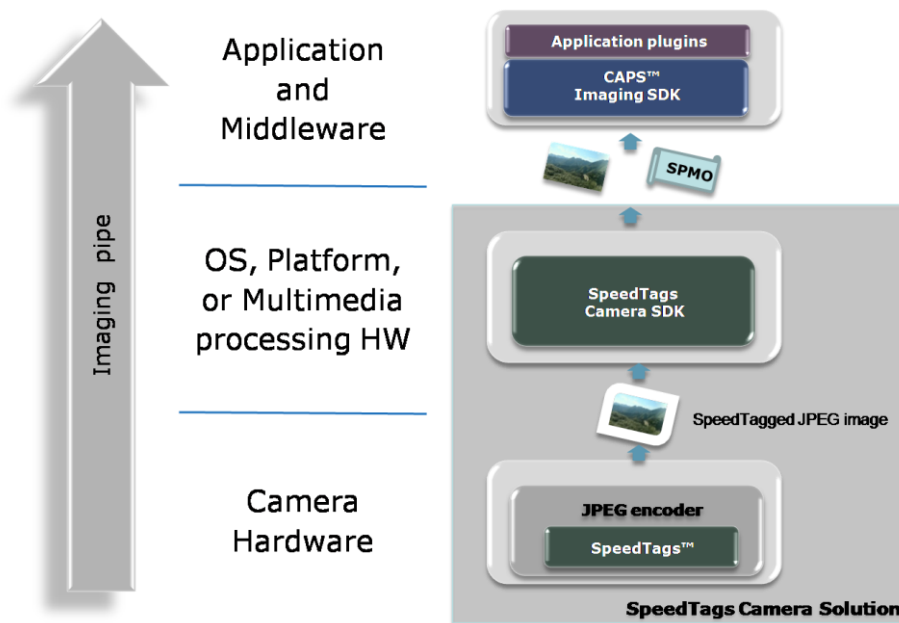 Imaging pipe
Application
and
Middleware
OS, Platform,
or Multimedia
processing HW
Camera
Hardware
Application plugins
CAPS™
Imaging SDK
SPMO
SpeedTags
Camera SDK
SpeedTagged JPEG image
JPEG encoder
SpeedTags™
SpeedTags Camera Solution